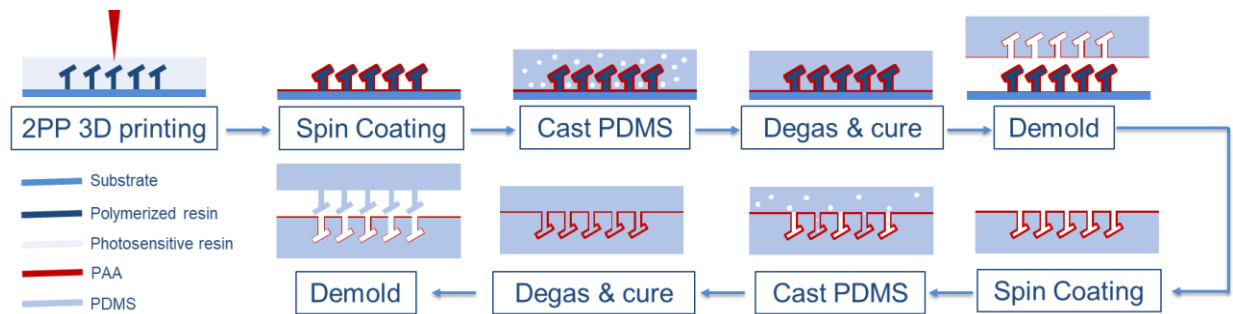 2PP 3D printing
Spin Coating
Cast PDMS
Degas & cure
Demold
Substrate
Polymerized resin
Photosensitive resin
PAA
PDMS
Demold
Degas & cure
Cast PDMS
Spin Coating